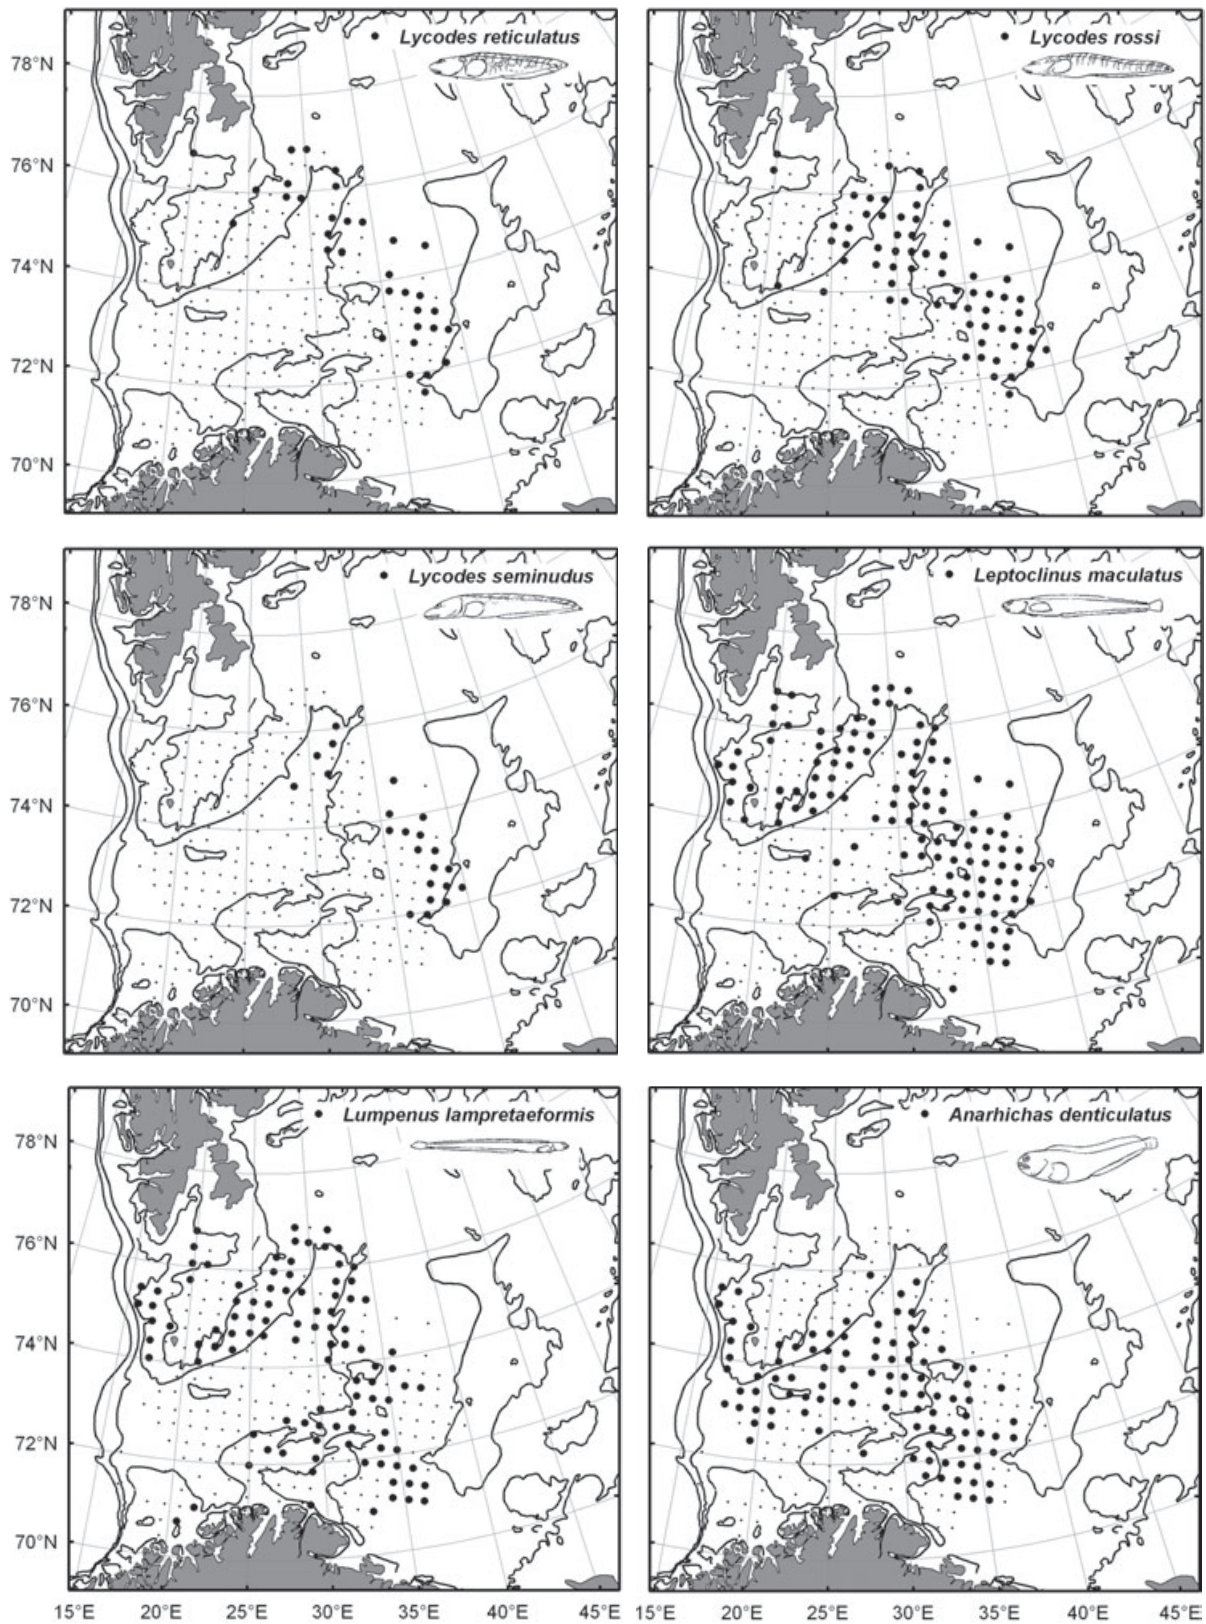 Lycodes reticulatus
Lycodes rossi
78°N
76°N
74°N
72°N
70°N
Lycodes seminudus
Leptoclinus maculatus
78°N
76°N
74°N
72°N
70°N
Lumpenus lampretaeformis
Anarhichas denticulatus
78°N
76°N
74°N
72°N
70°N
15°E 20°E 25°E 30°E 35°E 40°E 45°E 15°E 20°E 25°E 30°E 35°E 40°E 45°E